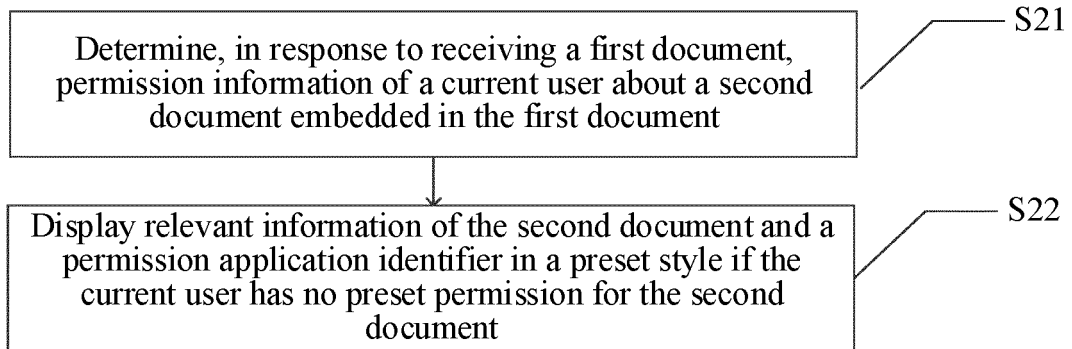 Determine, in response to receiving a first document,
permission information of a current user about a second
document embedded in the first document
S21
Display relevant information of the second document and a
permission application identifier in a preset style if the
current user has no preset permission for the second
document
S22